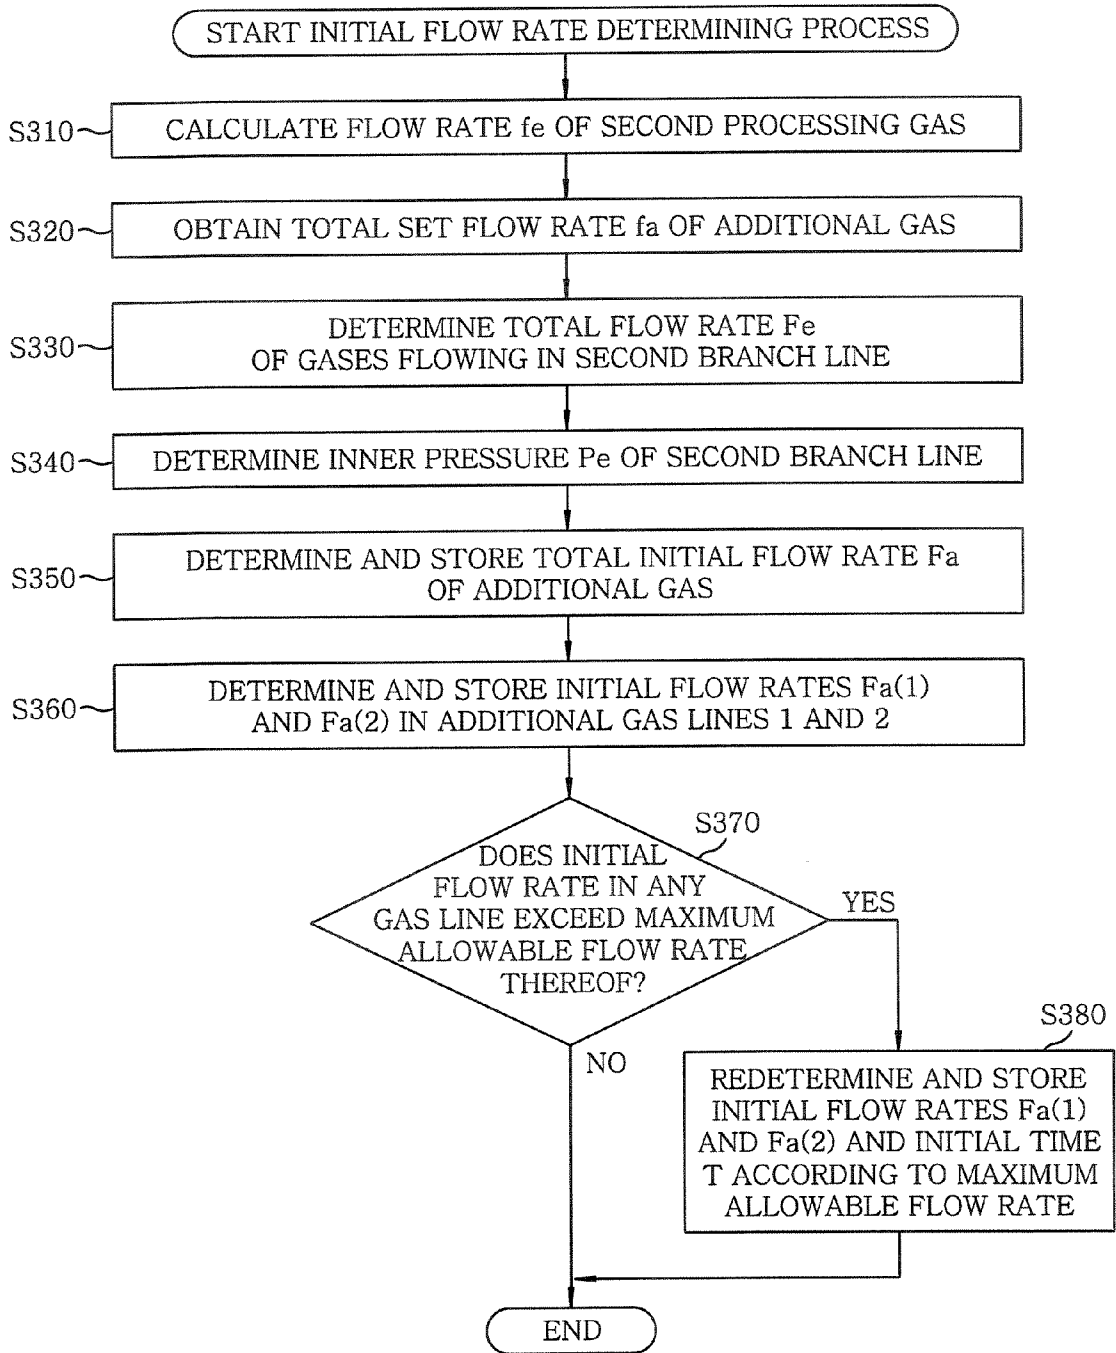 START INITIAL FLOW RATE DETERMINING PROCESS
S310
CALCULATE FLOW RATE fe OF SECOND PROCESSING GAS
S320
OBTAIN TOTAL SET FLOW RATE fa OF ADDITIONAL GAS
S330
DETERMINE TOTAL FLOW RATE Fe
OF GASES FLOWING IN SECOND BRANCH LINE
S340
DETERMINE INNER PRESSURE Pe OF SECOND BRANCH LINE
S350
DETERMINE AND STORE TOTAL INITIAL FLOW RATE Fa
OF ADDITIONAL GAS
S360
DETERMINE AND STORE INITIAL FLOW RATES Fa(1)
AND Fa(2) IN ADDITIONAL GAS LINES 1 AND 2
S370
DOES INITIAL
FLOW RATE IN ANY
GAS LINE EXCEED MAXIMUM
ALLOWABLE FLOW RATE
THEREOF?
YES
NO
S380
REDETERMINE AND STORE
INITIAL FLOW RATES Fa(1)
AND Fa(2) AND INITIAL TIME
T ACCORDING TO MAXIMUM
ALLOWABLE FLOW RATE
END